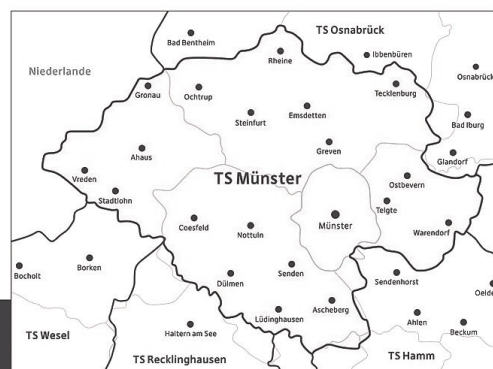 TS Osnabrück
Bad Bentheim
Rheine
Ibbenbüren
Niederlande
Osnabrück
Gronau
Ochtrup
Tecklenburg
Steinfurt
Emsdetten
Bad Iburg
Ahaus
Greven
Glandorf
Vreden
TS Münster
Ostbevern
Stadtlohn
Telgte
Coesfeld
Nottuln
Münster
Warendorf
Bocholt
Borken
Senden
Dülmen
Sendenhorst
Oelde
Ascheberg
Lüdinghausen
Ahlen
Beckum
TS Wesel
Haltern am See
TS Recklinghausen
TS Hamm